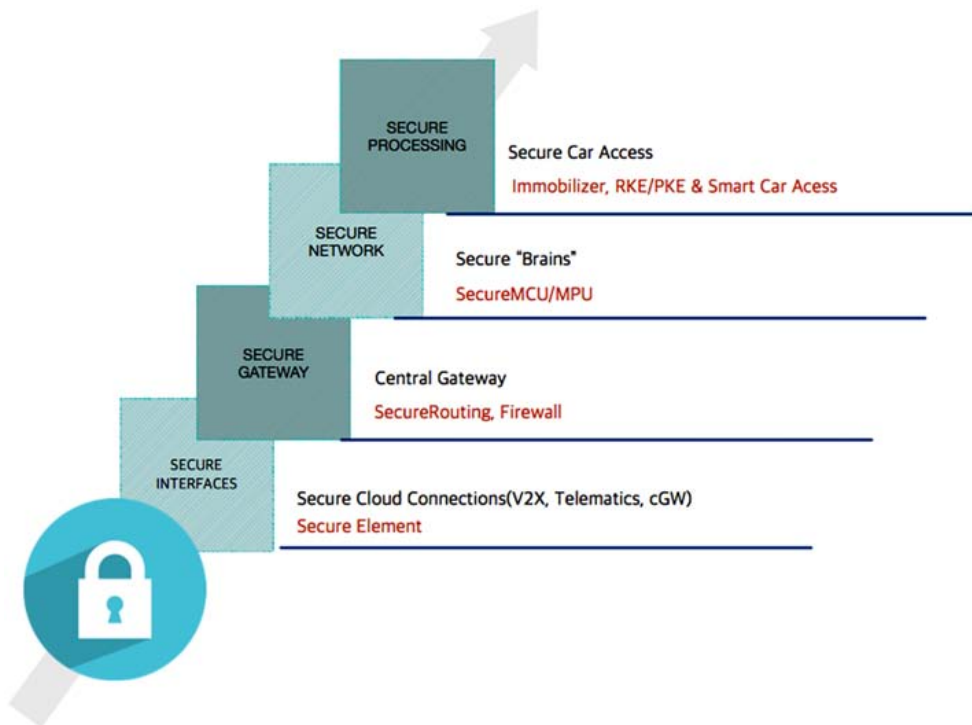 SECURE
PROCESSING
Secure Car Access
Immobilizer, RKE/PKE & Smart Car Acess
SECURE
NETWORK
Secure “Brains”
SecureMCU/MPU
SECURE
GATEWAY
Central Gateway
SecureRouting, Firewall
SECURE
INTERFACES
Secure Cloud Connections(V2X, Telematics, cGW)
Secure Element